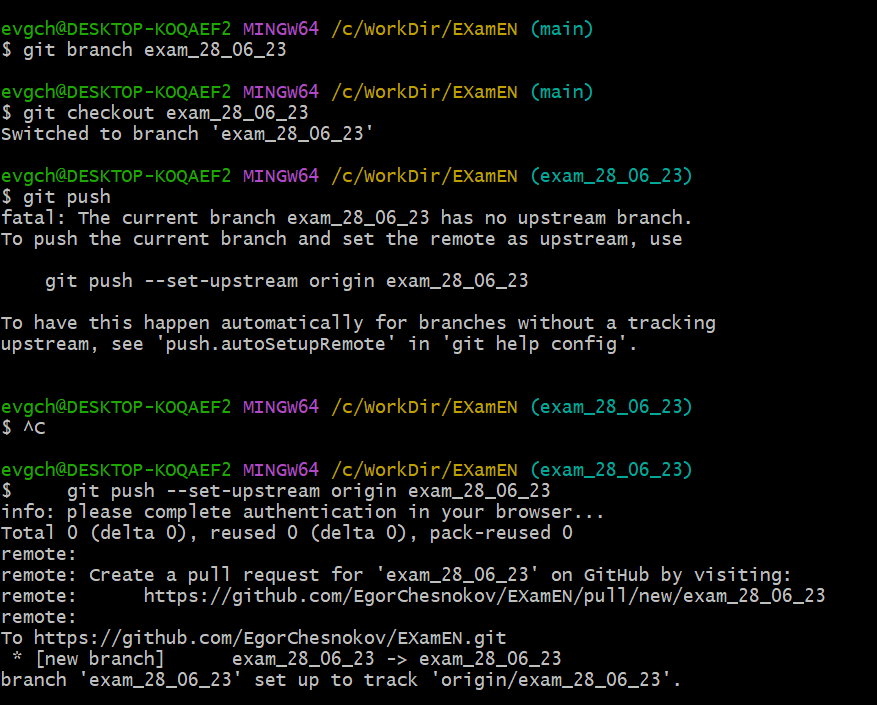 evgch@DESKTOP-KOQAEF2 MINGW64 /c/WorkDir/EXamEN (main)
$ git branch exam_28_06_23
evgch@DESKTOP-KOQAEF2 MINGW64 /c/WorkDir/EXamEN (main)
$ git checkout exam_28_06_23
Switched to branch 'exam_28_06_23'
evgch@DESKTOP-KOQAEF2 MINGW64 /c/WorkDir/EXamEN (exam_28_06_23)
$ git push
fatal: The current branch exam_28_06_23 has no upstream branch.
To push the current branch and set the remote as upstream, use
    git push --set-upstream origin exam_28_06_23
To have this happen automatically for branches without a tracking
upstream, see 'push.autoSetupRemote' in 'git help config'.
evgch@DESKTOP-KOQAEF2 MINGW64 /c/WorkDir/EXamEN (exam_28_06_23)
$ ^C
evgch@DESKTOP-KOQAEF2 MINGW64 /c/WorkDir/EXamEN (exam_28_06_23)
$     git push --set-upstream origin exam_28_06_23
info: please complete authentication in your browser...
Total 0 (delta 0), reused 0 (delta 0), pack-reused 0
remote:
remote: Create a pull request for 'exam_28_06_23' on GitHub by visiting:
remote:      https://github.com/EgorChesnokov/EXamEN/pull/new/exam_28_06_23
remote:
To https://github.com/EgorChesnokov/EXamEN.git
 * [new branch]      exam_28_06_23 -> exam_28_06_23
branch 'exam_28_06_23' set up to track 'origin/exam_28_06_23'.